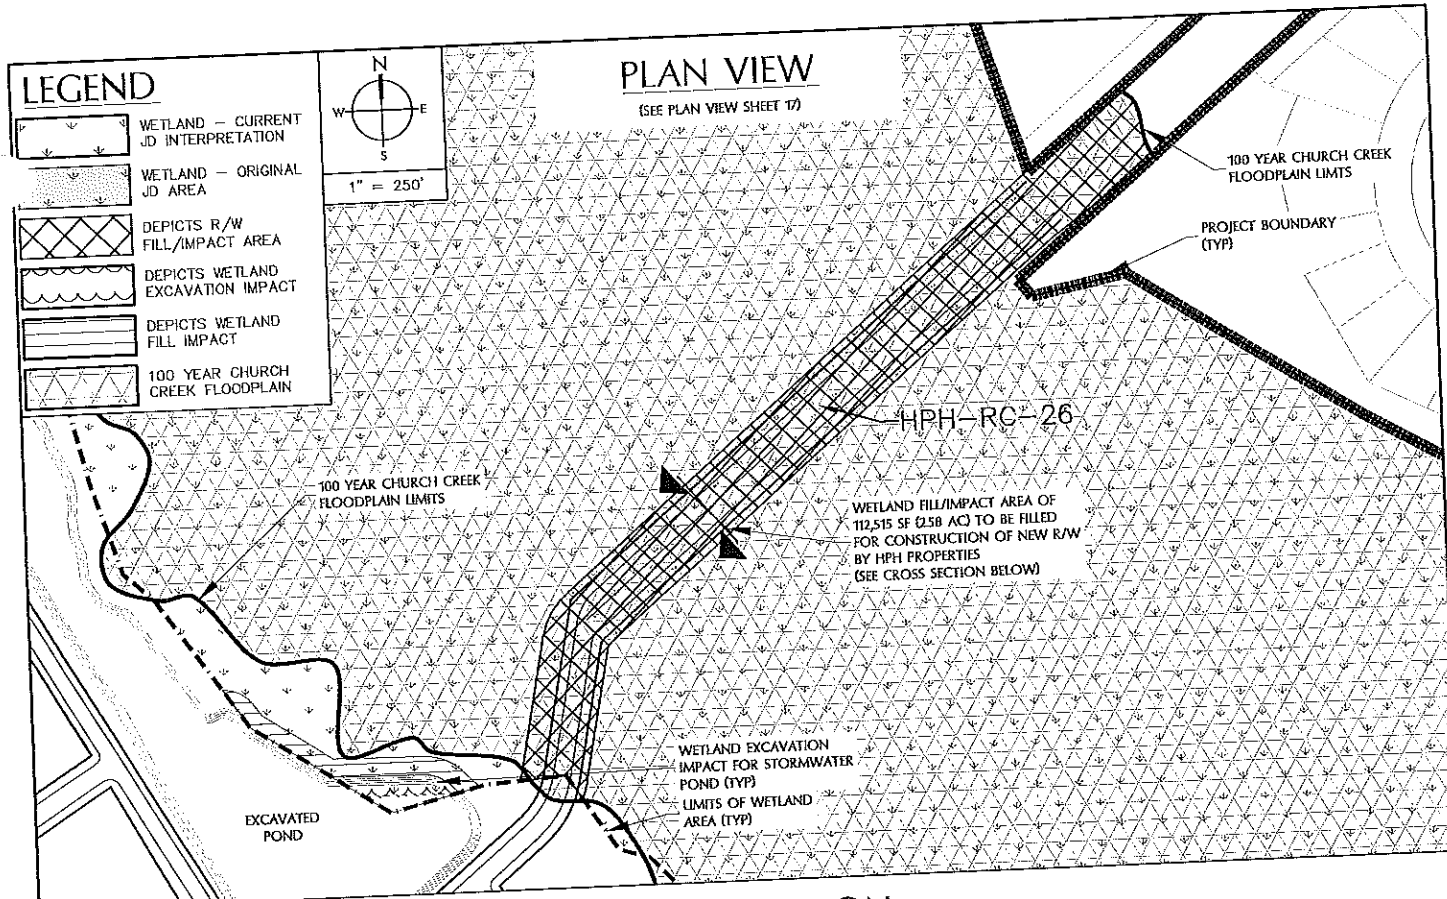 LEGEND
WETLAND – CURRENT
JD INTERPRETATION
WETLAND – ORIGINAL
JD AREA
DEPICTS R/W
FILL/IMPACT AREA
DEPICTS WETLAND
EXCAVATION IMPACT
DEPICTS WETLAND
FILL IMPACT
100 YEAR CHURCH
CREEK FLOODPLAIN
N
W
E
S
1" = 250'
PLAN VIEW
(SEE PLAN VIEW SHEET 17)
100 YEAR CHURCH CREEK
FLOODPLAIN LIMTS
PROJECT BOUNDARY
(TYP)
HPH-RC-26
100 YEAR CHURCH CREEK
FLOODPLAIN LIMITS
WETLAND FILL/IMPACT AREA OF
112,515 SF (2.58 AC) TO BE FILLED
FOR CONSTRUCTION OF NEW R/W
BY HPH PROPERTIES
(SEE CROSS SECTION BELOW)
WETLAND EXCAVATION
IMPACT FOR STORMWATER
POND (TYP)
LIMITS OF WETLAND
AREA (TYP)
EXCAVATED
POND